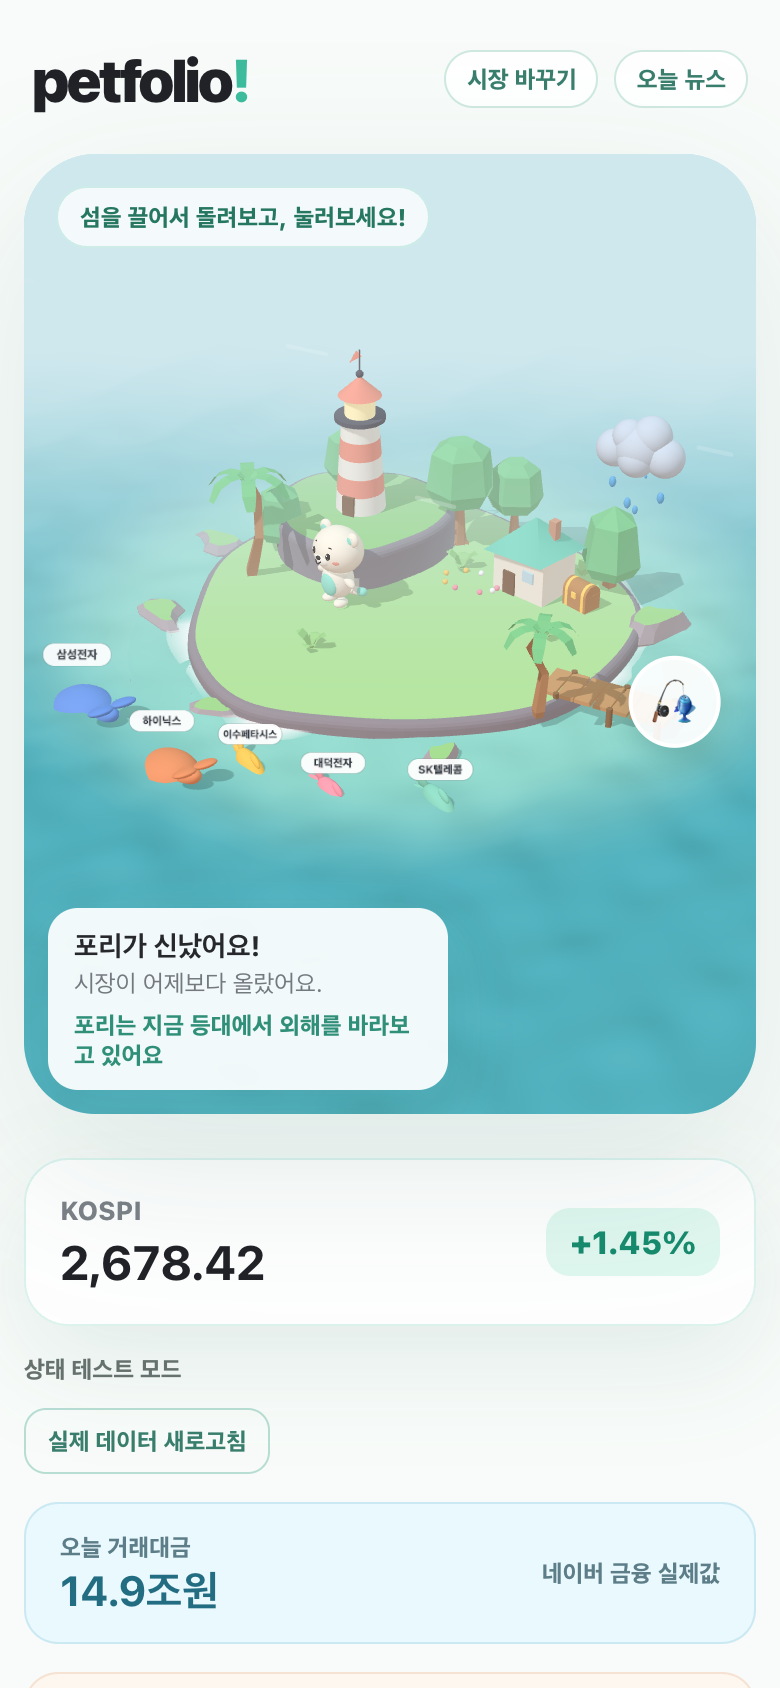 petfolio!
시장 바꾸기
오늘 뉴스
섬을 끌어서 돌려보고, 눌러보세요!
삼성전자
하이닉스
이수페타시스
대덕전자
SK텔레콤
포리가 신났어요!
시장이 어제보다 올랐어요.
포리는 지금 등대에서 외해를 바라보
고 있어요
KOSPI
2,678.42
+1.45%
상태 테스트 모드
실제 데이터 새로고침
오늘 거래대금
14.9조원
네이버 금융 실제값